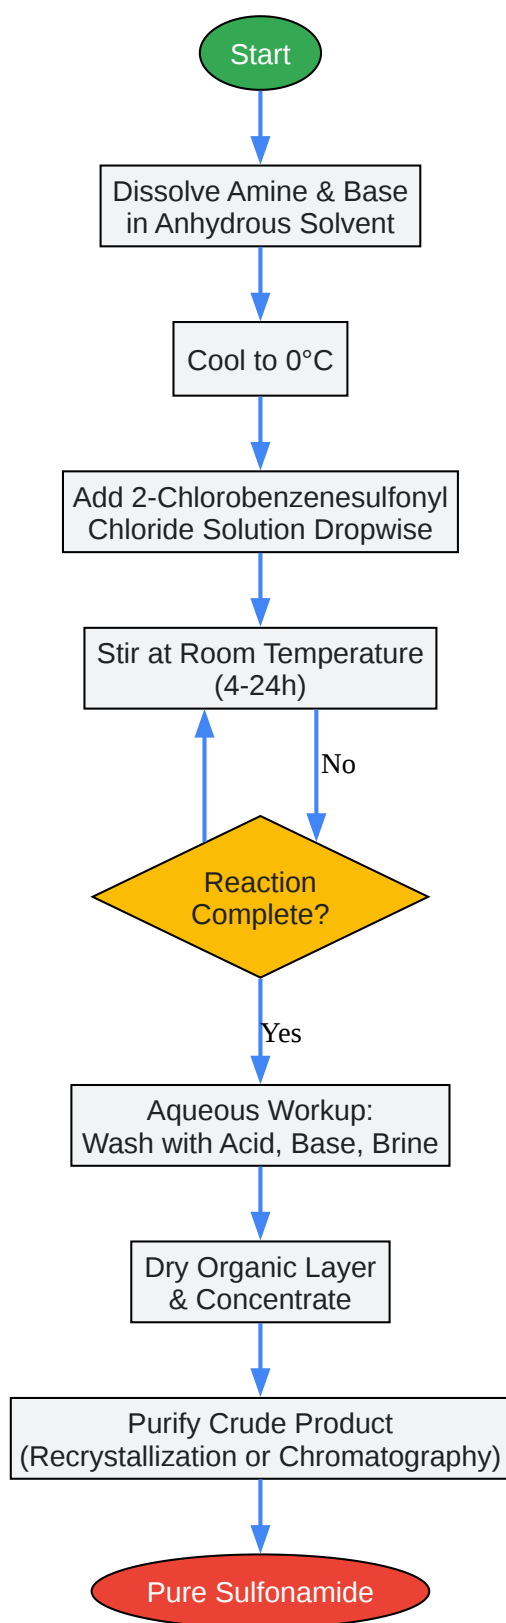 Start
Dissolve Amine & Base
in Anhydrous Solvent
Cool to 0°C
Add 2-Chlorobenzenesulfonyl
Chloride Solution Dropwise
Stir at Room Temperature
(4-24h)
No
Reaction
Complete?
Yes
Aqueous Workup:
Wash with Acid, Base, Brine
Dry Organic Layer
& Concentrate
Purify Crude Product
(Recrystallization or Chromatography)
Pure Sulfonamide